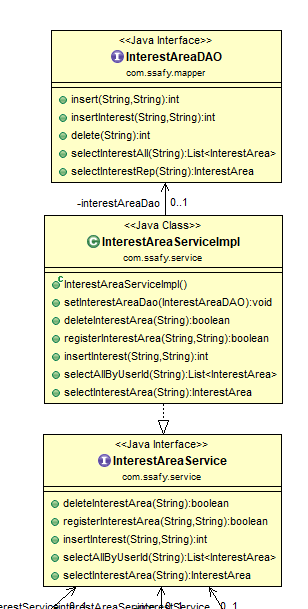 <<Java Interface>>
InterestAreaDAO
com.ssafy.mapper
insert(String,String):int
insertInterest(String,String):int
delete(String):int
selectInterestAll(String):List<InterestArea>
selectInterestRep(String):InterestArea
-interestAreaDao 0..1
<<Java Class>>
InterestAreaServiceImpl
com.ssafy.service
InterestAreaServiceImpl()
setInterestAreaDao(InterestAreaDAO):void
deleteInterestArea(String):boolean
registerInterestArea(String,String):boolean
insertInterest(String,String):int
selectAllByUserId(String):List<InterestArea>
selectInterestArea(String):InterestArea
<<Java Interface>>
InterestAreaService
com.ssafy.service
deleteInterestArea(String):boolean
registerInterestArea(String,String):boolean
insertInterest(String,String):int
selectAllByUserId(String):List<InterestArea>
selectInterestArea(String):InterestArea
0..1